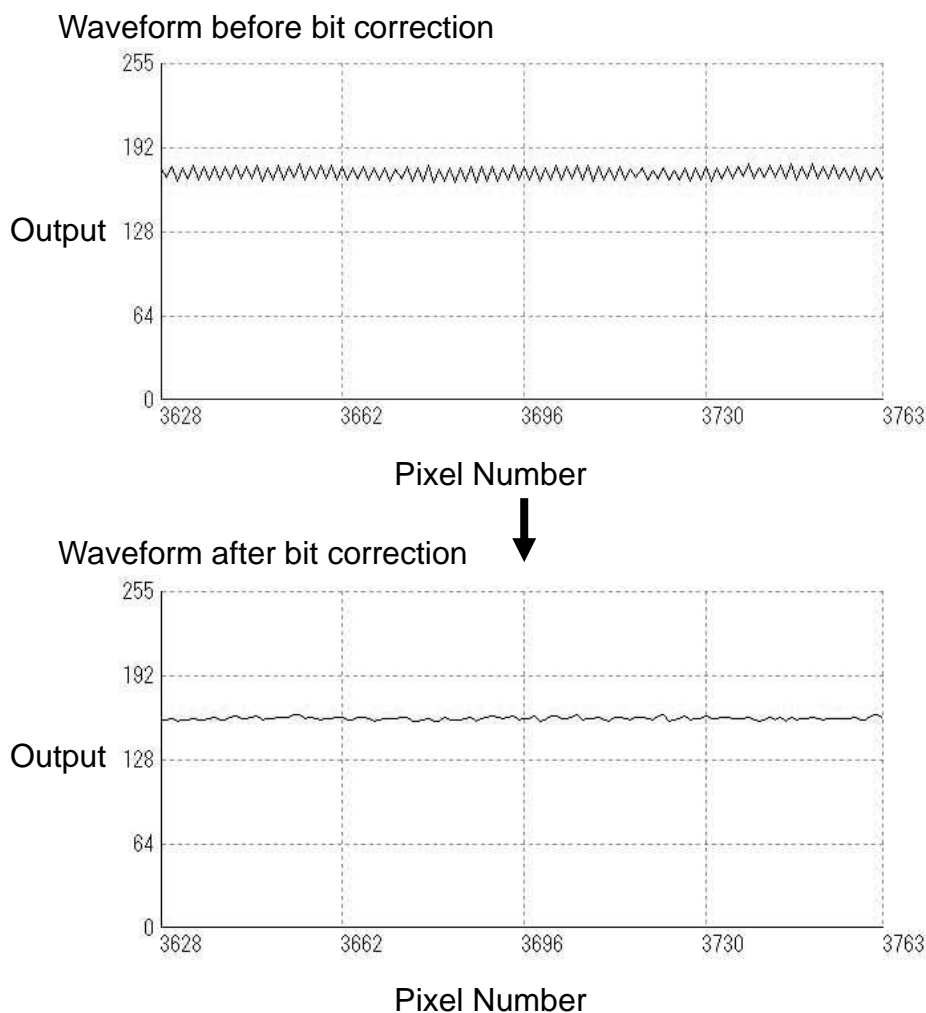 Waveform before bit correction
255
192
Output 128
64
0
3628 3662 3696 3730 3763
Pixel Number
Waveform after bit correction
255
192
Output 128
64
0
3628 3662 3696 3730 3763
Pixel Number